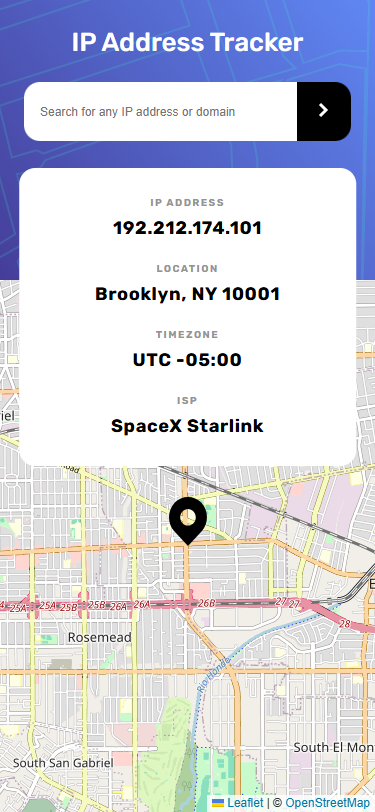 IP Address Tracker
Search for any IP address or domain
IP ADDRESS
192.212.174.101
LOCATION
Brooklyn, NY 10001
TIMEZONE
UTC -05:00
ISP
SpaceX Starlink
25A 25A 25B 25B 26A 26A 26B 27 27 28
Rosemead
Rio Hondo
South El Mon
South San Gabriel
Leaflet | © OpenStreetMap